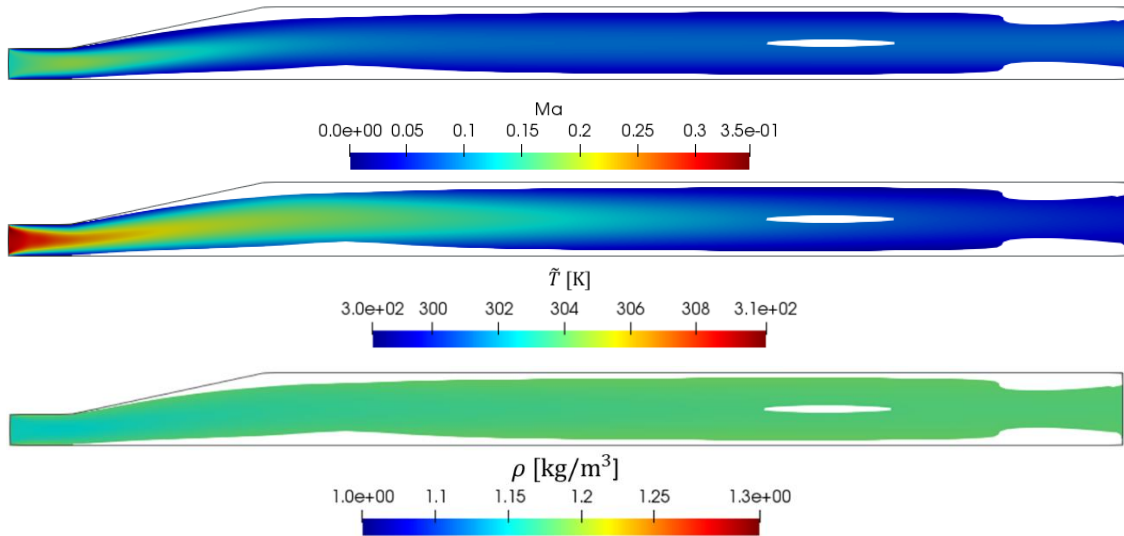 Ma
0.0e+00 0.05 0.1 0.15 0.2 0.25 0.3 3.5e-01
T̃ [K]
3.0e+02 300 302 304 306 308 3.1e+02
ρ [kg/m³]
1.0e+00 1.1 1.15 1.2 1.25 1.3e+00